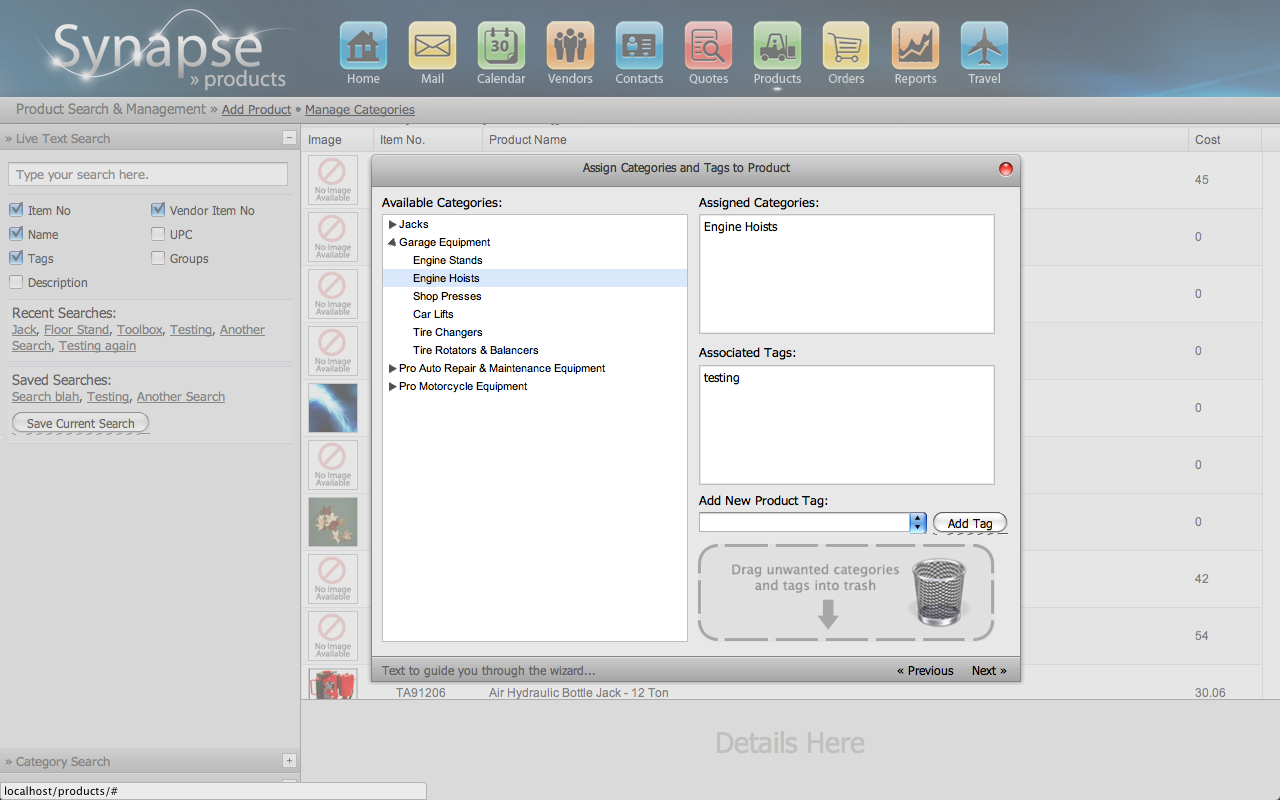 Synapse
» products
30
Home
Mail
Calendar
Vendors
Contacts
Quotes
Products
Orders
Reports
Travel
Product Search & Management » Add Product • Manage Categories
» Live Text Search
Type your search here.
Item No
Vendor Item No
Name
UPC
Tags
Groups
Description
Recent Searches:
Jack, Floor Stand, Toolbox, Testing, Another
Search, Testing again
Saved Searches:
Search blah, Testing, Another Search
Save Current Search
» Category Search
localhost/products/#
Image
Item No.
Product Name
Cost
No Image
Available
45
No Image
Available
0
No Image
Available
0
No Image
Available
0
0
No Image
Available
0
0
No Image
Available
42
No Image
Available
54
TA91206
Air Hydraulic Bottle Jack - 12 Ton
30.06
Assign Categories and Tags to Product
Available Categories:
Jacks
Garage Equipment
Engine Stands
Engine Hoists
Shop Presses
Car Lifts
Tire Changers
Tire Rotators & Balancers
Pro Auto Repair & Maintenance Equipment
Pro Motorcycle Equipment
Assigned Categories:
Engine Hoists
Associated Tags:
testing
Add New Product Tag:
Add Tag
Drag unwanted categories
and tags into trash
Text to guide you through the wizard...
« Previous
Next »
Details Here